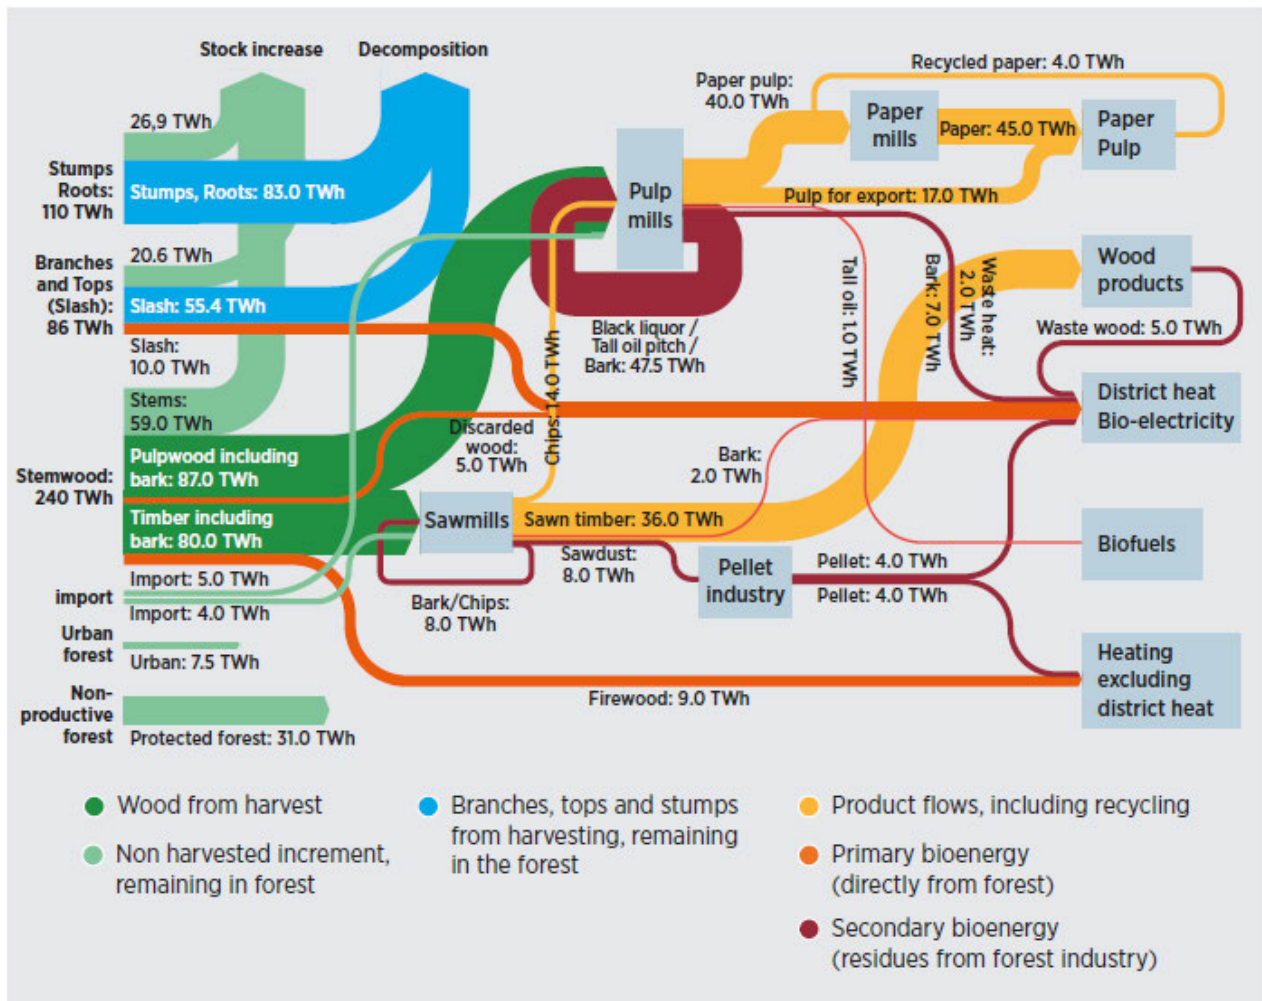 Stock increase
Decomposition
26,9 TWh
Stumps
Roots:
110 TWh
Stumps, Roots: 83.0 TWh
20.6 TWh
Branches
and Tops
(Slash):
86 TWh
Slash: 55.4 TWh
Slash:
10.0 TWh
Stems:
59.0 TWh
Pulpwood including
bark: 87.0 TWh
Stemwood:
240 TWh
Timber including
bark: 80.0 TWh
Import: 5.0 TWh
import
Import: 4.0 TWh
Urban
forest
Urban: 7.5 TWh
Non-
productive
forest
Protected forest: 31.0 TWh
Paper pulp:
40.0 TWh
Recycled paper: 4.0 TWh
Paper
mills
Paper: 45.0 TWh
Paper
Pulp
Pulp
mills
Pulp for export: 17.0 TWh
Black liquor /
Tall oil pitch /
Bark: 47.5 TWh
Tall oil: 1.0 TWh
Bark: 7.0 TWh
Waste heat:
2.0 TWh
Wood
products
Waste wood: 5.0 TWh
District heat
Bio-electricity
Chips: 14.0 TWh
Discarded
wood:
5.0 TWh
Bark:
2.0 TWh
Sawmills
Sawn timber: 36.0 TWh
Sawdust:
8.0 TWh
Bark/Chips:
8.0 TWh
Pellet
industry
Pellet: 4.0 TWh
Pellet: 4.0 TWh
Biofuels
Heating
excluding
district heat
Firewood: 9.0 TWh
Wood from harvest
Non harvested increment,
remaining in forest
Branches, tops and stumps
from harvesting, remaining
in the forest
Product flows, including recycling
Primary bioenergy
(directly from forest)
Secondary bioenergy
(residues from forest industry)